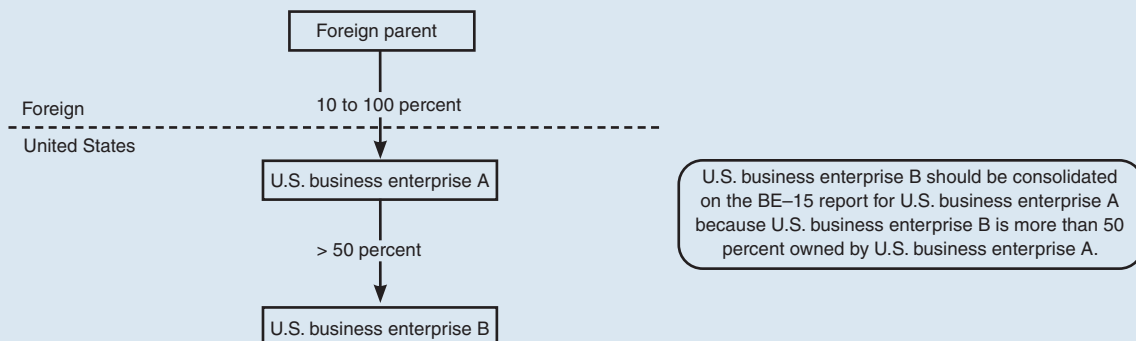 Foreign parent
Foreign
10 to 100 percent
United States
U.S. business enterprise A
> 50 percent
U.S. business enterprise B
U.S. business enterprise B should be consolidated
on the BE–15 report for U.S. business enterprise A
because U.S. business enterprise B is more than 50
percent owned by U.S. business enterprise A.